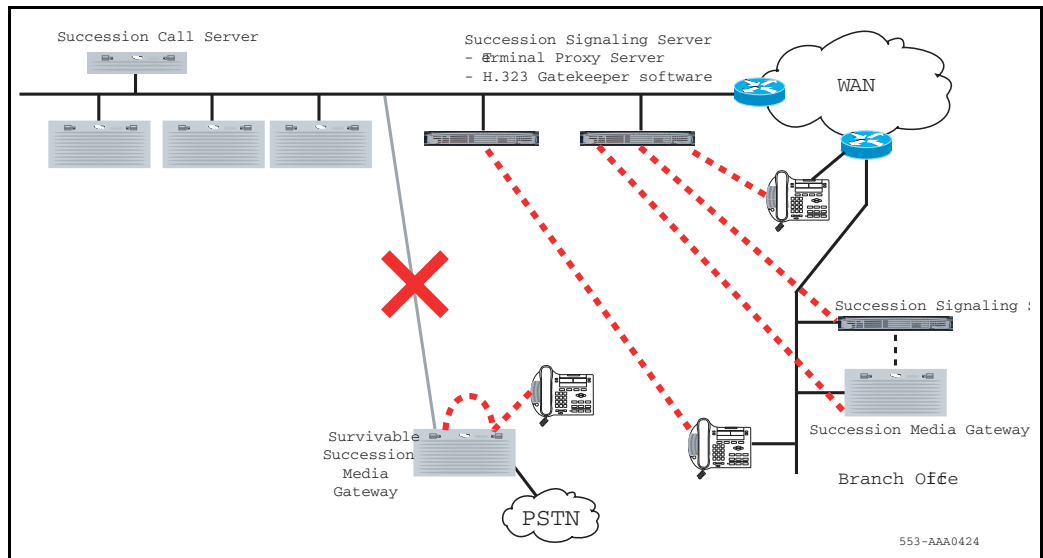 Succession Call Server
Succession Signaling Server
- Terminal Proxy Server
- H.323 Gatekeeper software
WAN
Succession Signaling S
Succession Media Gateway
Survivable
Succession
Media
Gateway
PSTN
Branch Office
553-AAA0424